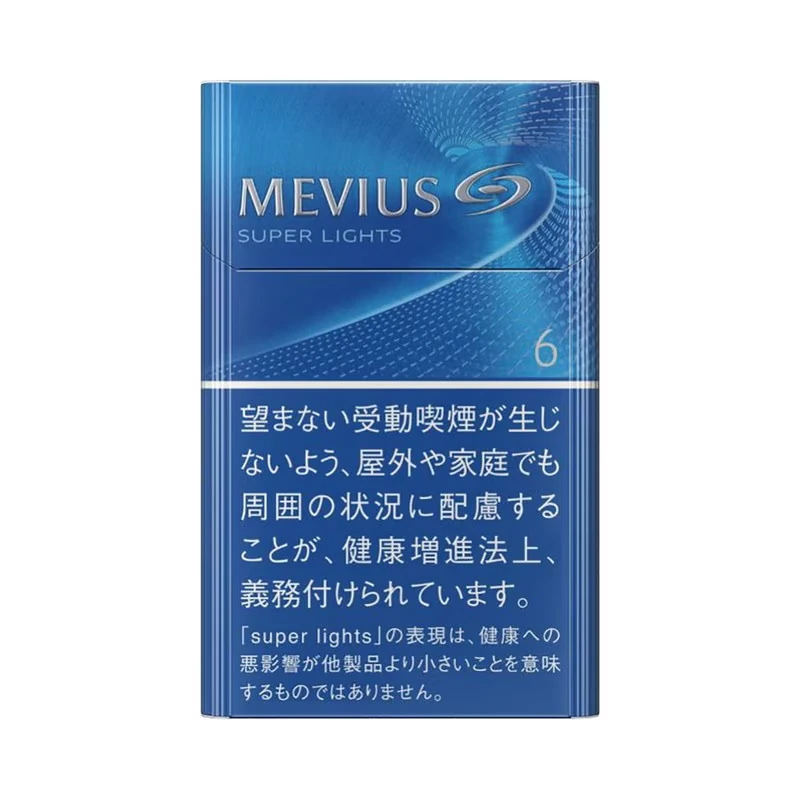 MEVIUS
SUPER LIGHTS
6
望まない受動喫煙が生じ
ないよう、屋外や家庭でも
周囲の状況に配慮する
ことが、健康増進法上、
義務付けられています。
「super lights」の表現は、健康への
悪影響が他製品より小さいことを意味
するものではありません。